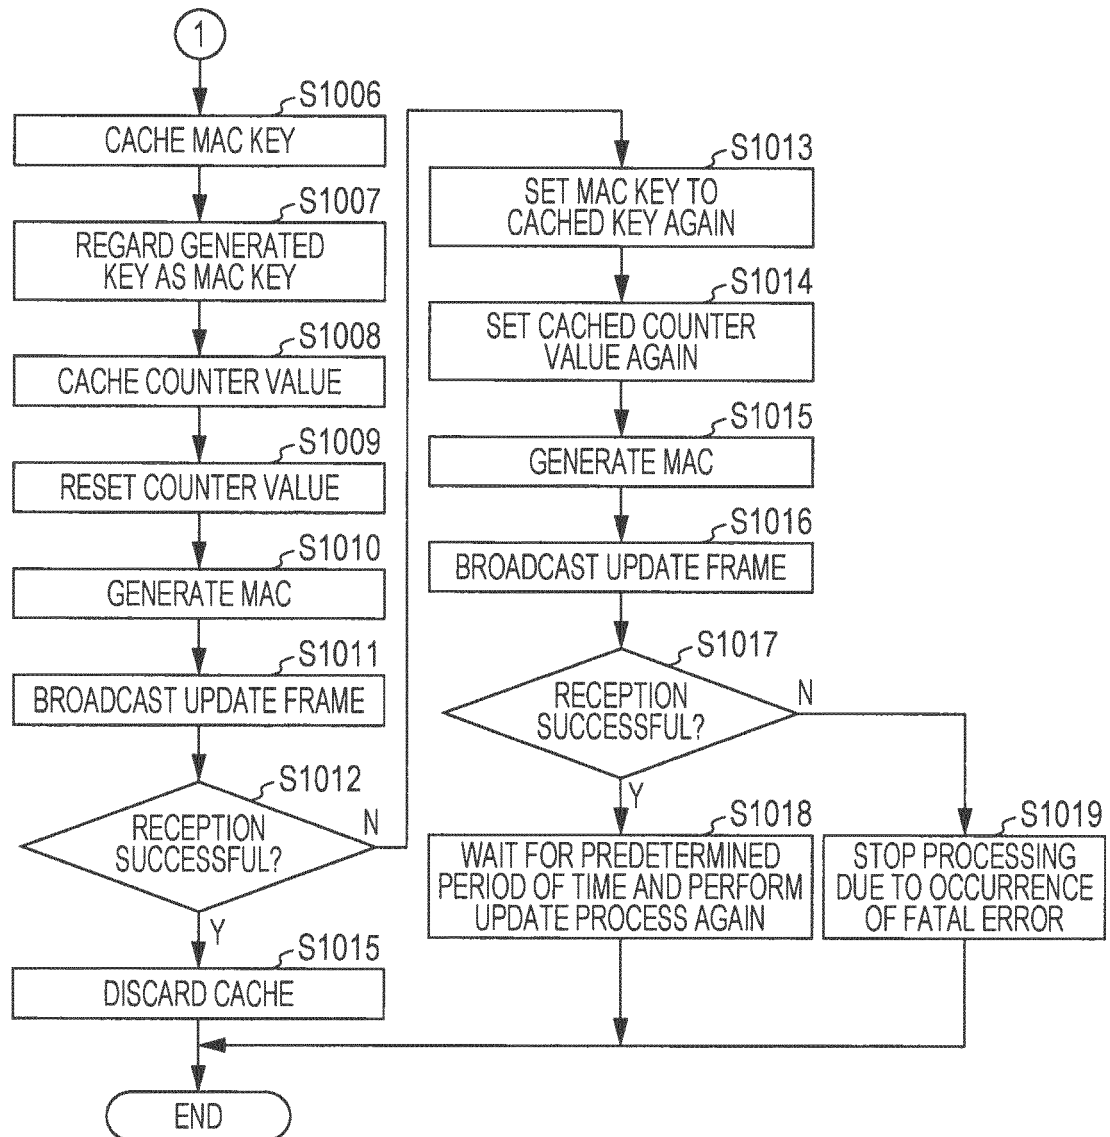 1
S1006
CACHE MAC KEY
S1007
REGARD GENERATED
KEY AS MAC KEY
S1008
CACHE COUNTER VALUE
S1009
RESET COUNTER VALUE
S1010
GENERATE MAC
S1011
BROADCAST UPDATE FRAME
S1012
RECEPTION
SUCCESSFUL?
N
Y
S1015
DISCARD CACHE
END
S1013
SET MAC KEY TO
CACHED KEY AGAIN
S1014
SET CACHED COUNTER
VALUE AGAIN
S1015
GENERATE MAC
S1016
BROADCAST UPDATE FRAME
S1017
RECEPTION
SUCCESSFUL?
N
Y
S1018
WAIT FOR PREDETERMINED
PERIOD OF TIME AND PERFORM
UPDATE PROCESS AGAIN
S1019
STOP PROCESSING
DUE TO OCCURRENCE
OF FATAL ERROR